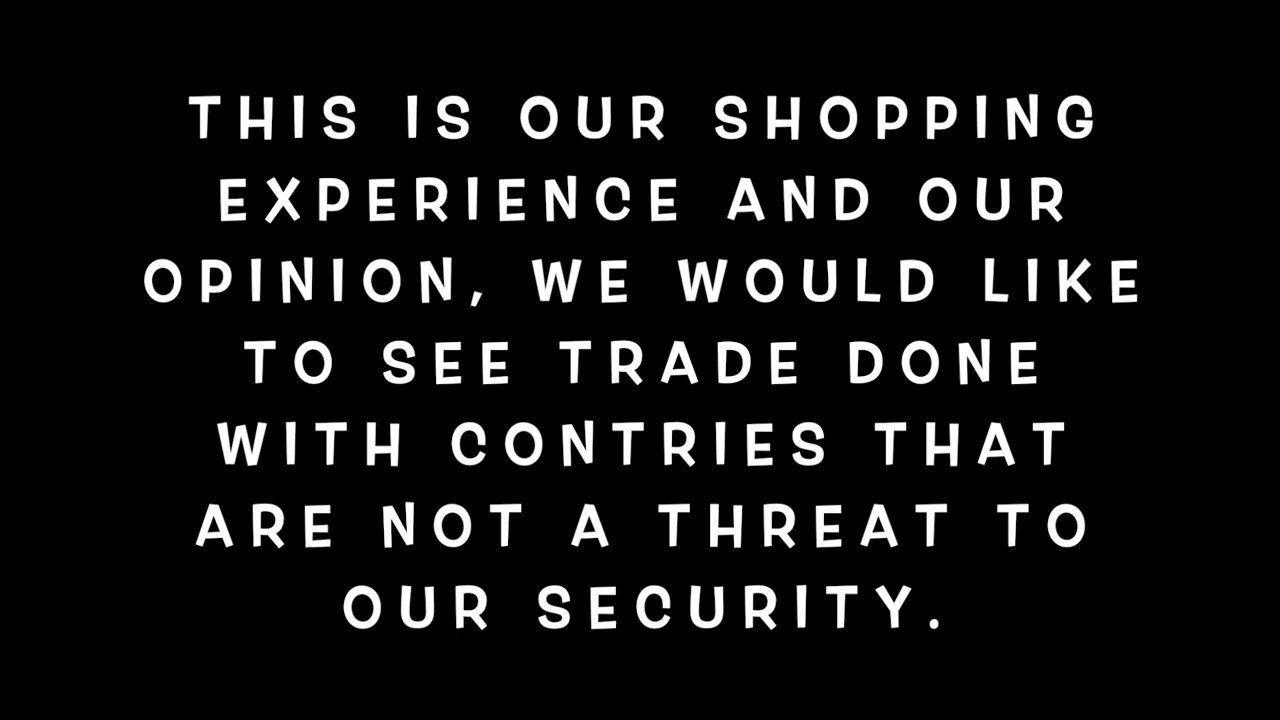 THIS IS OUR SHOPPING
EXPERIENCE AND OUR
OPINION, WE WOULD LIKE
TO SEE TRADE DONE
WITH CONTRIES THAT
ARE NOT A THREAT TO
OUR SECURITY.